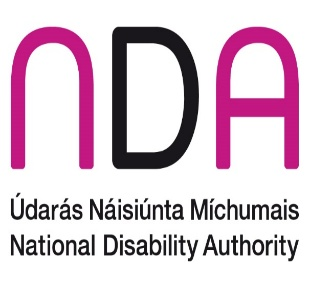 NDA
Údarás Náisiúnta Míchumais
National Disability Authority